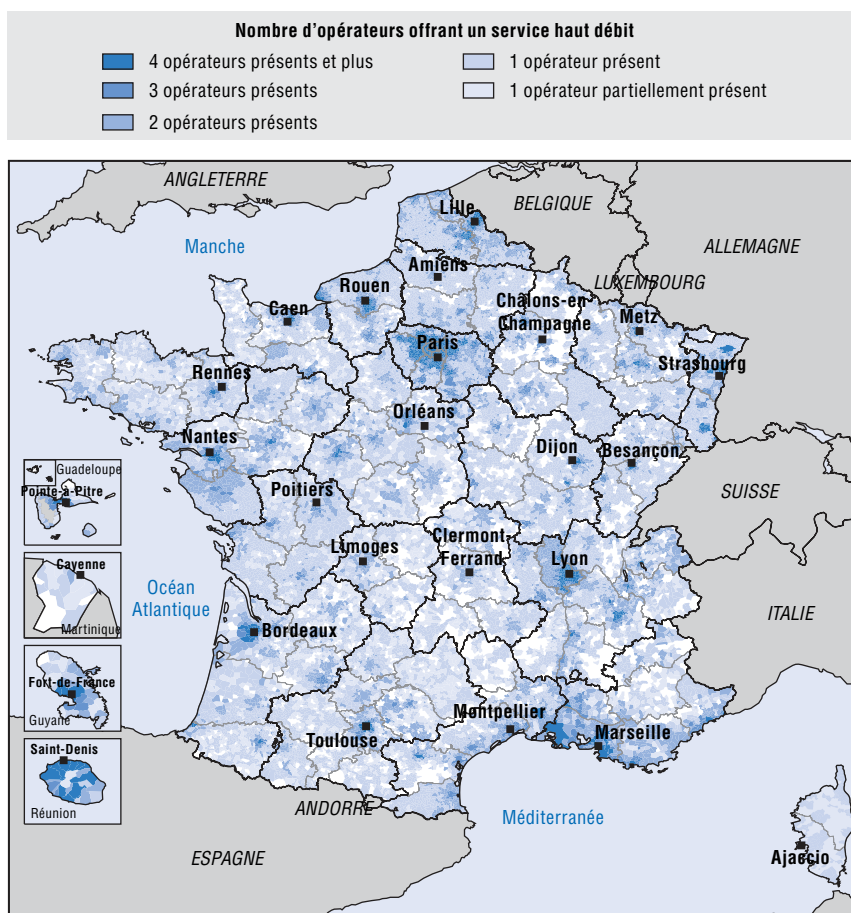 Nombre d’opérateurs offrant un service haut débit
4 opérateurs présents et plus
3 opérateurs présents
2 opérateurs présents
1 opérateur présent
1 opérateur partiellement présent
ANGLETERRE
BELGIQUE
Lille
Manche
ALLEMAGNE
Amiens
LUXEMBOURG
Rouen
Châlons-en
Champagne
Caen
Metz
Paris
Strasbourg
Rennes
Orléans
Nantes
Dijon
Besançon
Guadeloupe
Pointe-à-Pitre
Poitiers
SUISSE
Limoges
Clermont-
Ferrand
Lyon
Cayenne
Martinique
Océan
Atlantique
ITALIE
Bordeaux
Fort-de-France
Guyane
Montpellier
Toulouse
Marseille
Saint-Denis
Réunion
ANDORRE
Méditerranée
ESPAGNE
Ajaccio